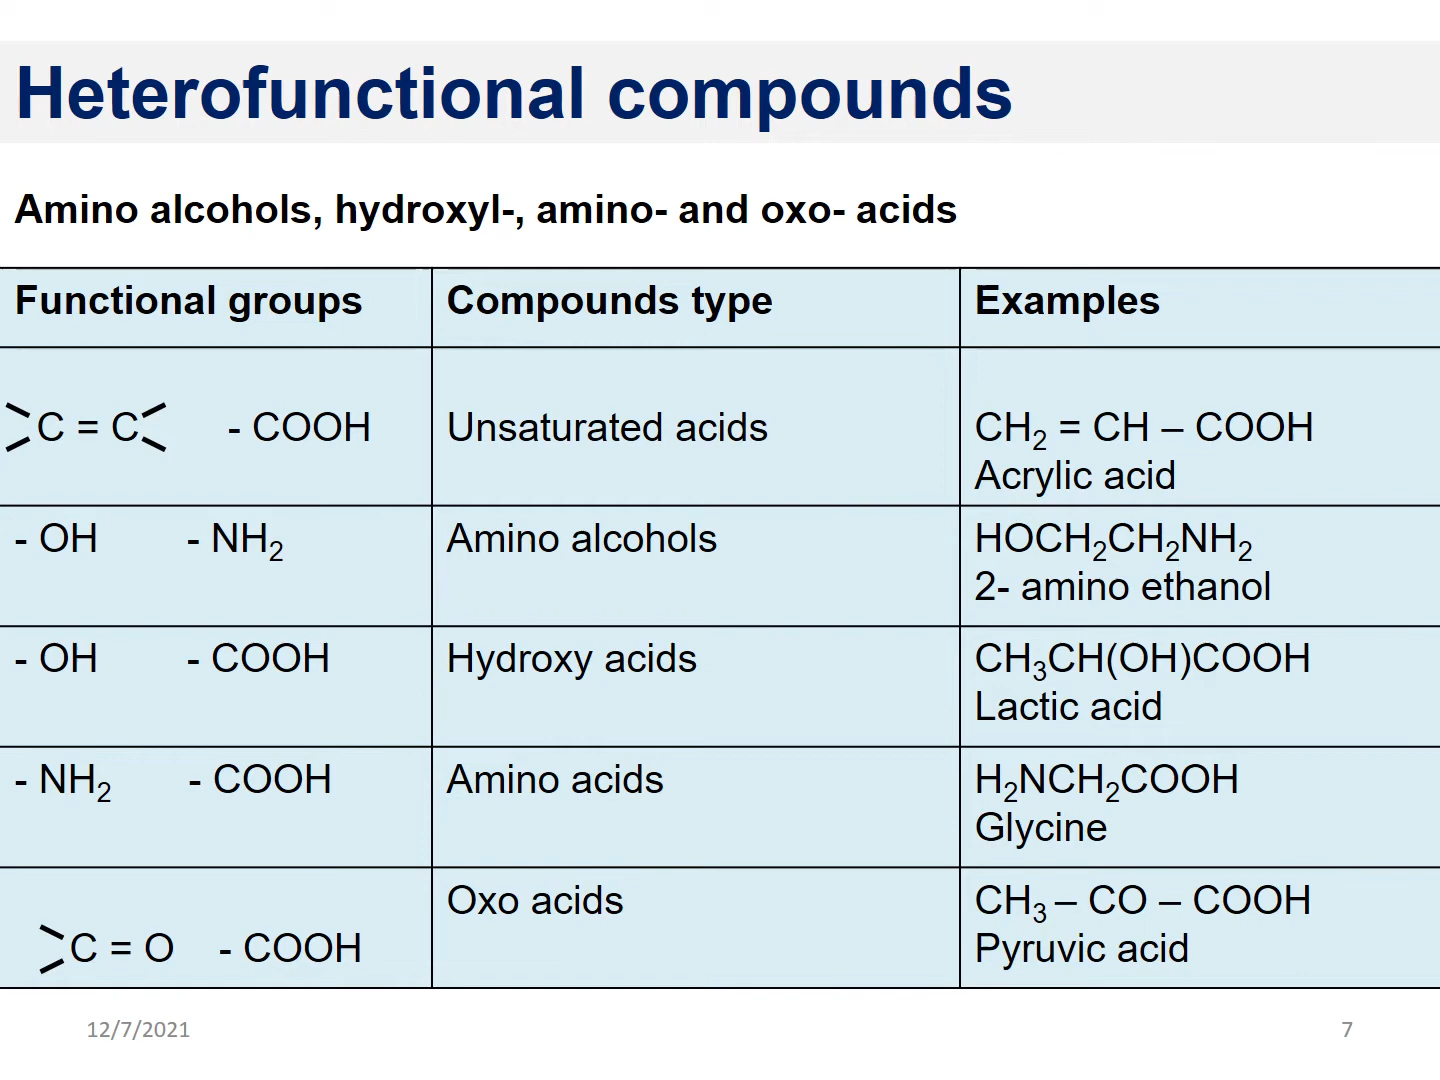 Heterofunctional compounds
Amino alcohols, hydroxyl-, amino- and oxo- acids
Functional groups
Compounds type
Examples
C = C - COOH
Unsaturated acids
CH₂ = CH – COOH
Acrylic acid
- OH - NH₂
Amino alcohols
HOCH₂CH₂NH₂
2- amino ethanol
- OH - COOH
Hydroxy acids
CH₃CH(OH)COOH
Lactic acid
- NH₂ - COOH
Amino acids
H₂NCH₂COOH
Glycine
C = O - COOH
Oxo acids
CH₃ – CO – COOH
Pyruvic acid
12/7/2021
7